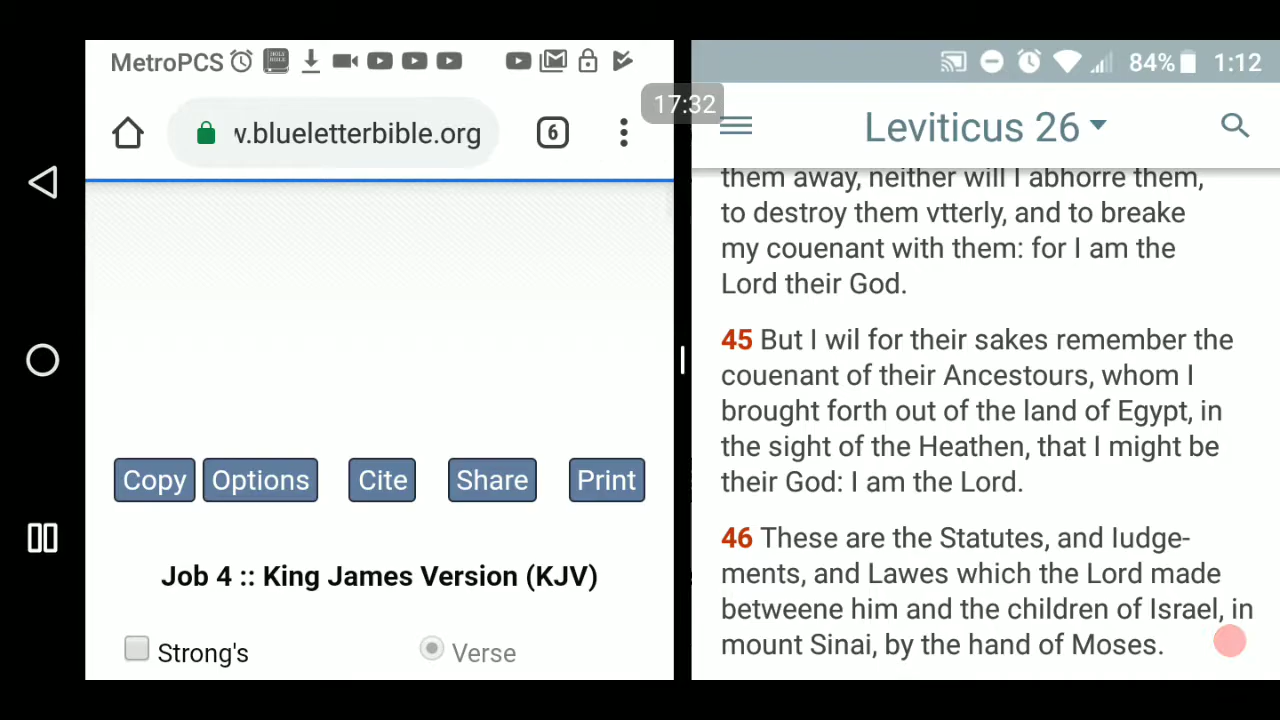 MetroPCS
v.blueletterbible.org
6
Copy Options Cite Share Print
Job 4 :: King James Version (KJV)
Strong's
Verse
17:32
84% 1:12
Leviticus 26
them away, neither will I abhorre them,
to destroy them vtterly, and to breake
my couenant with them: for I am the
Lord their God.
45 But I wil for their sakes remember the
couenant of their Ancestours, whom I
brought forth out of the land of Egypt, in
the sight of the Heathen, that I might be
their God: I am the Lord.
46 These are the Statutes, and Iudge-
ments, and Lawes which the Lord made
betweene him and the children of Israel, in
mount Sinai, by the hand of Moses.